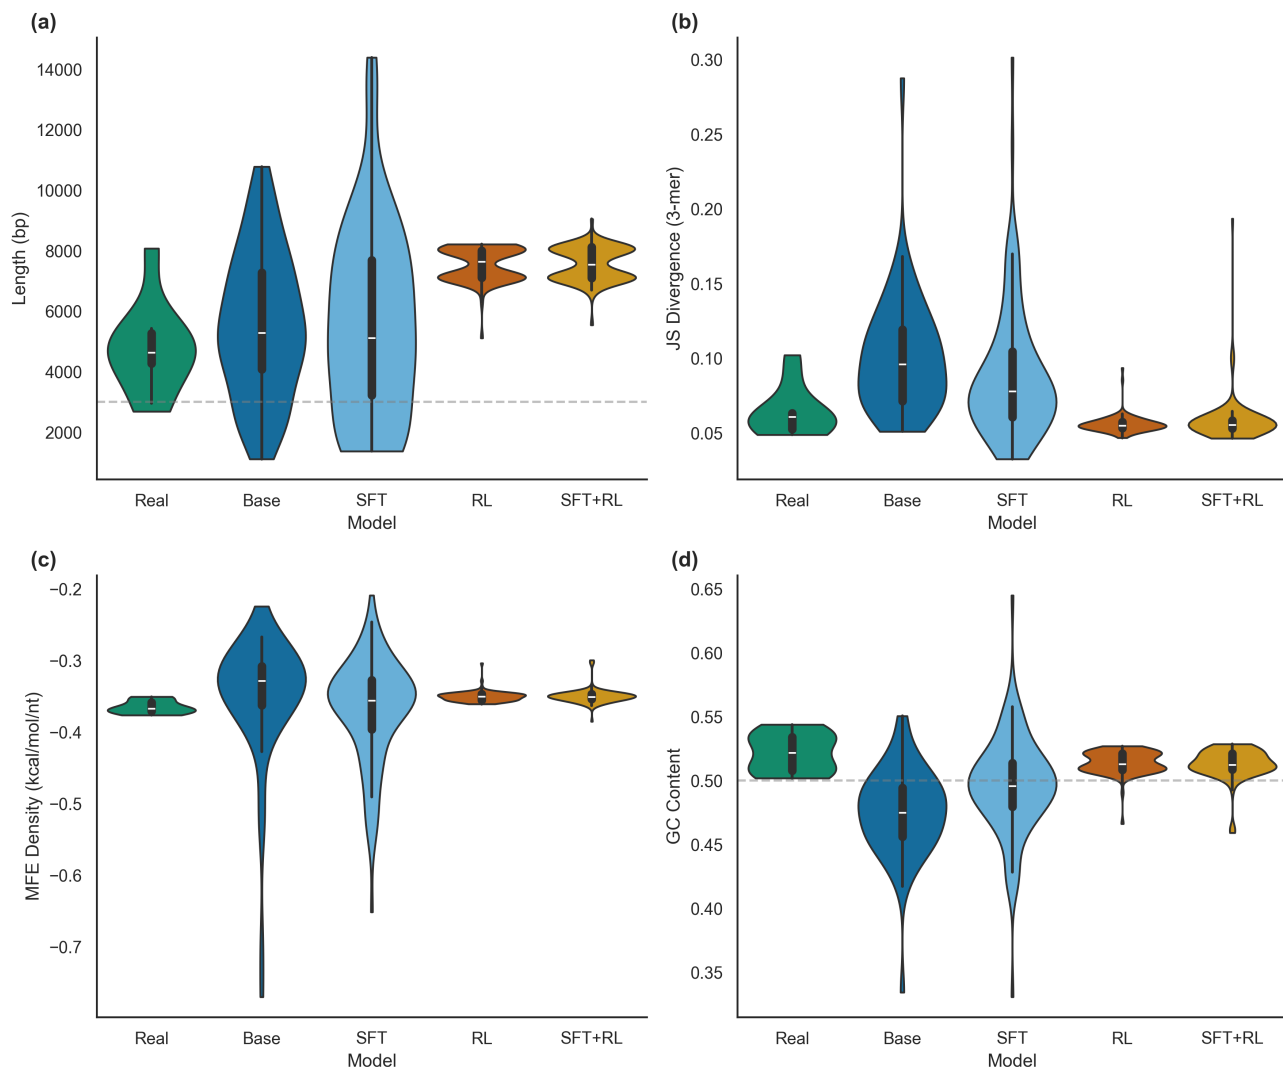 (a)
Length (bp)
14000
12000
10000
8000
6000
4000
2000
Real Base SFT RL SFT+RL
Model
(b)
JS Divergence (3-mer)
0.30
0.25
0.20
0.15
0.10
0.05
Real Base SFT RL SFT+RL
Model
(c)
MFE Density (kcal/mol/nt)
−0.2
−0.3
−0.4
−0.5
−0.6
−0.7
Real Base SFT RL SFT+RL
Model
(d)
GC Content
0.65
0.60
0.55
0.50
0.45
0.40
0.35
Real Base SFT RL SFT+RL
Model